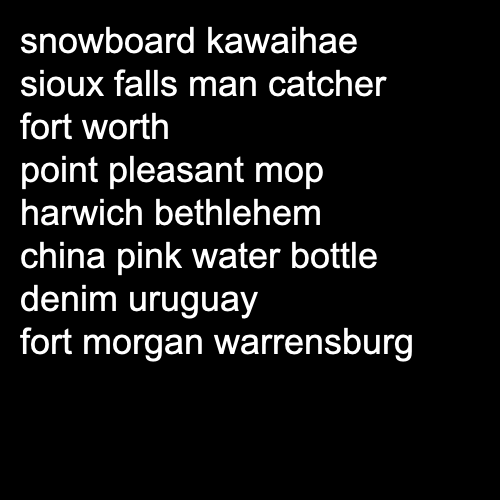 snowboard kawaihae
sioux falls man catcher
fort worth
point pleasant mop
harwich bethlehem
china pink water bottle
denim uruguay
fort morgan warrensburg